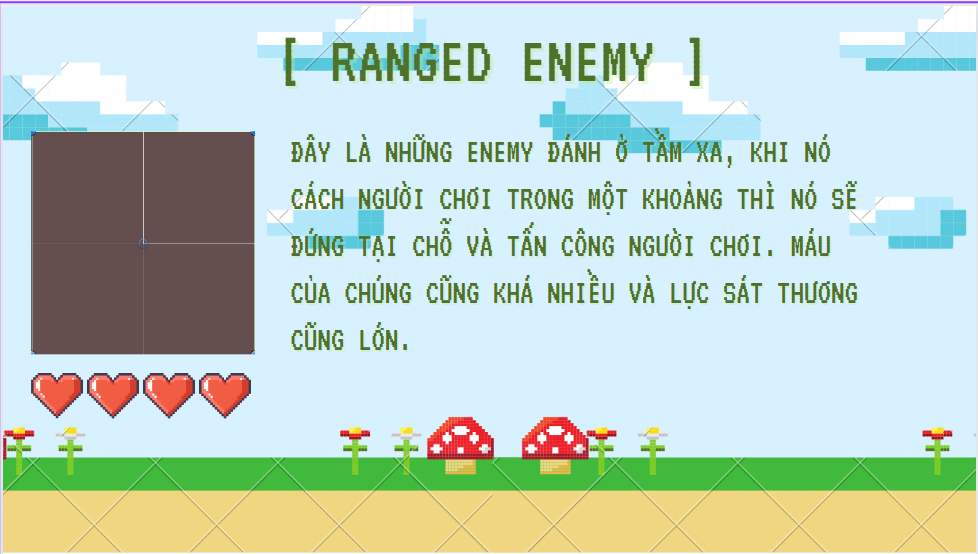 [ RANGED ENEMY ]
ĐÂY LÀ NHỮNG ENEMY ĐÁNH Ở TẦM XA, KHI NÓ
CÁCH NGƯỜI CHƠI TRONG MỘT KHOẢNG THÌ NÓ SẼ
ĐỨNG TẠI CHỖ VÀ TẤN CÔNG NGƯỜI CHƠI. MÁU
CỦA CHÚNG CŨNG KHÁ NHIỀU VÀ LỰC SÁT THƯƠNG
CŨNG LỚN.